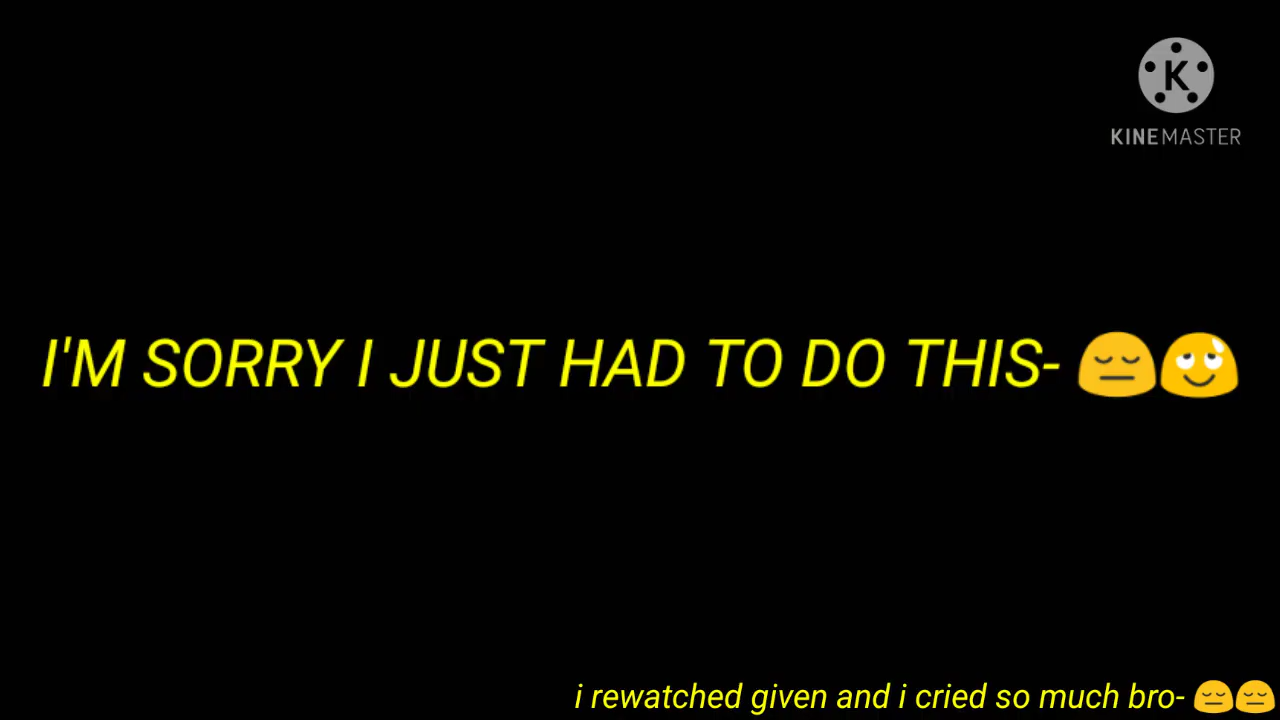 K
KINEMASTER
I'M SORRY I JUST HAD TO DO THIS- 😔🙄
i rewatched given and i cried so much bro- 😔😔